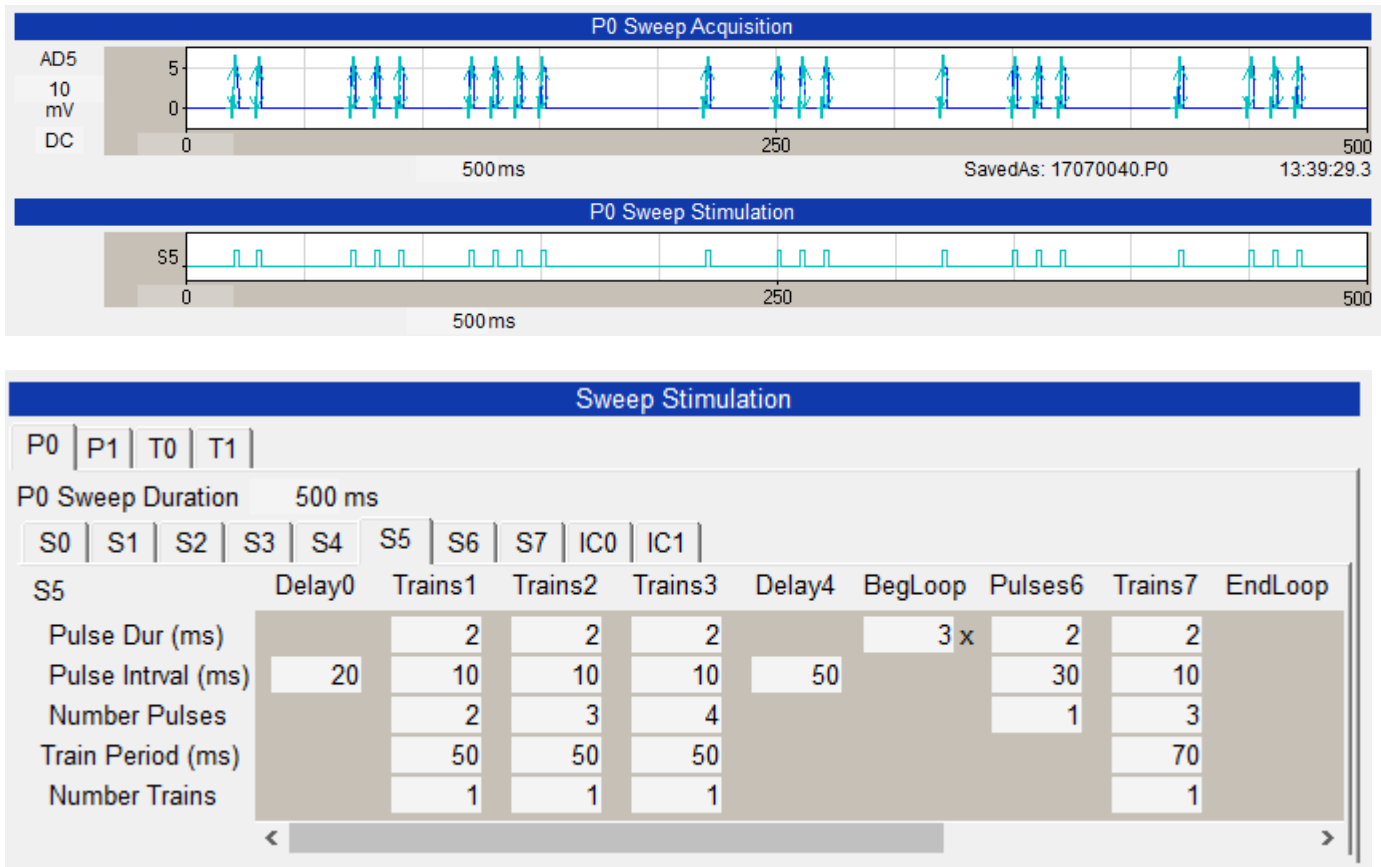 P0 Sweep Acquisition
AD5
10
mV
DC
5
0
0 250 500
500 ms SavedAs: 17070040.P0 13:39:29.3
P0 Sweep Stimulation
S5
0 250 500
500 ms
Sweep Stimulation
P0 P1 T0 T1
P0 Sweep Duration 500 ms
S0 S1 S2 S3 S4 S5 S6 S7 IC0 IC1
S5 Delay0 Trains1 Trains2 Trains3 Delay4 BegLoop Pulses6 Trains7 EndLoop
Pulse Dur (ms) 2 2 2 3 x 2 2
Pulse Intrval (ms) 20 10 10 10 50 30 10
Number Pulses 2 3 4 1 3
Train Period (ms) 50 50 50 70
Number Trains 1 1 1 1